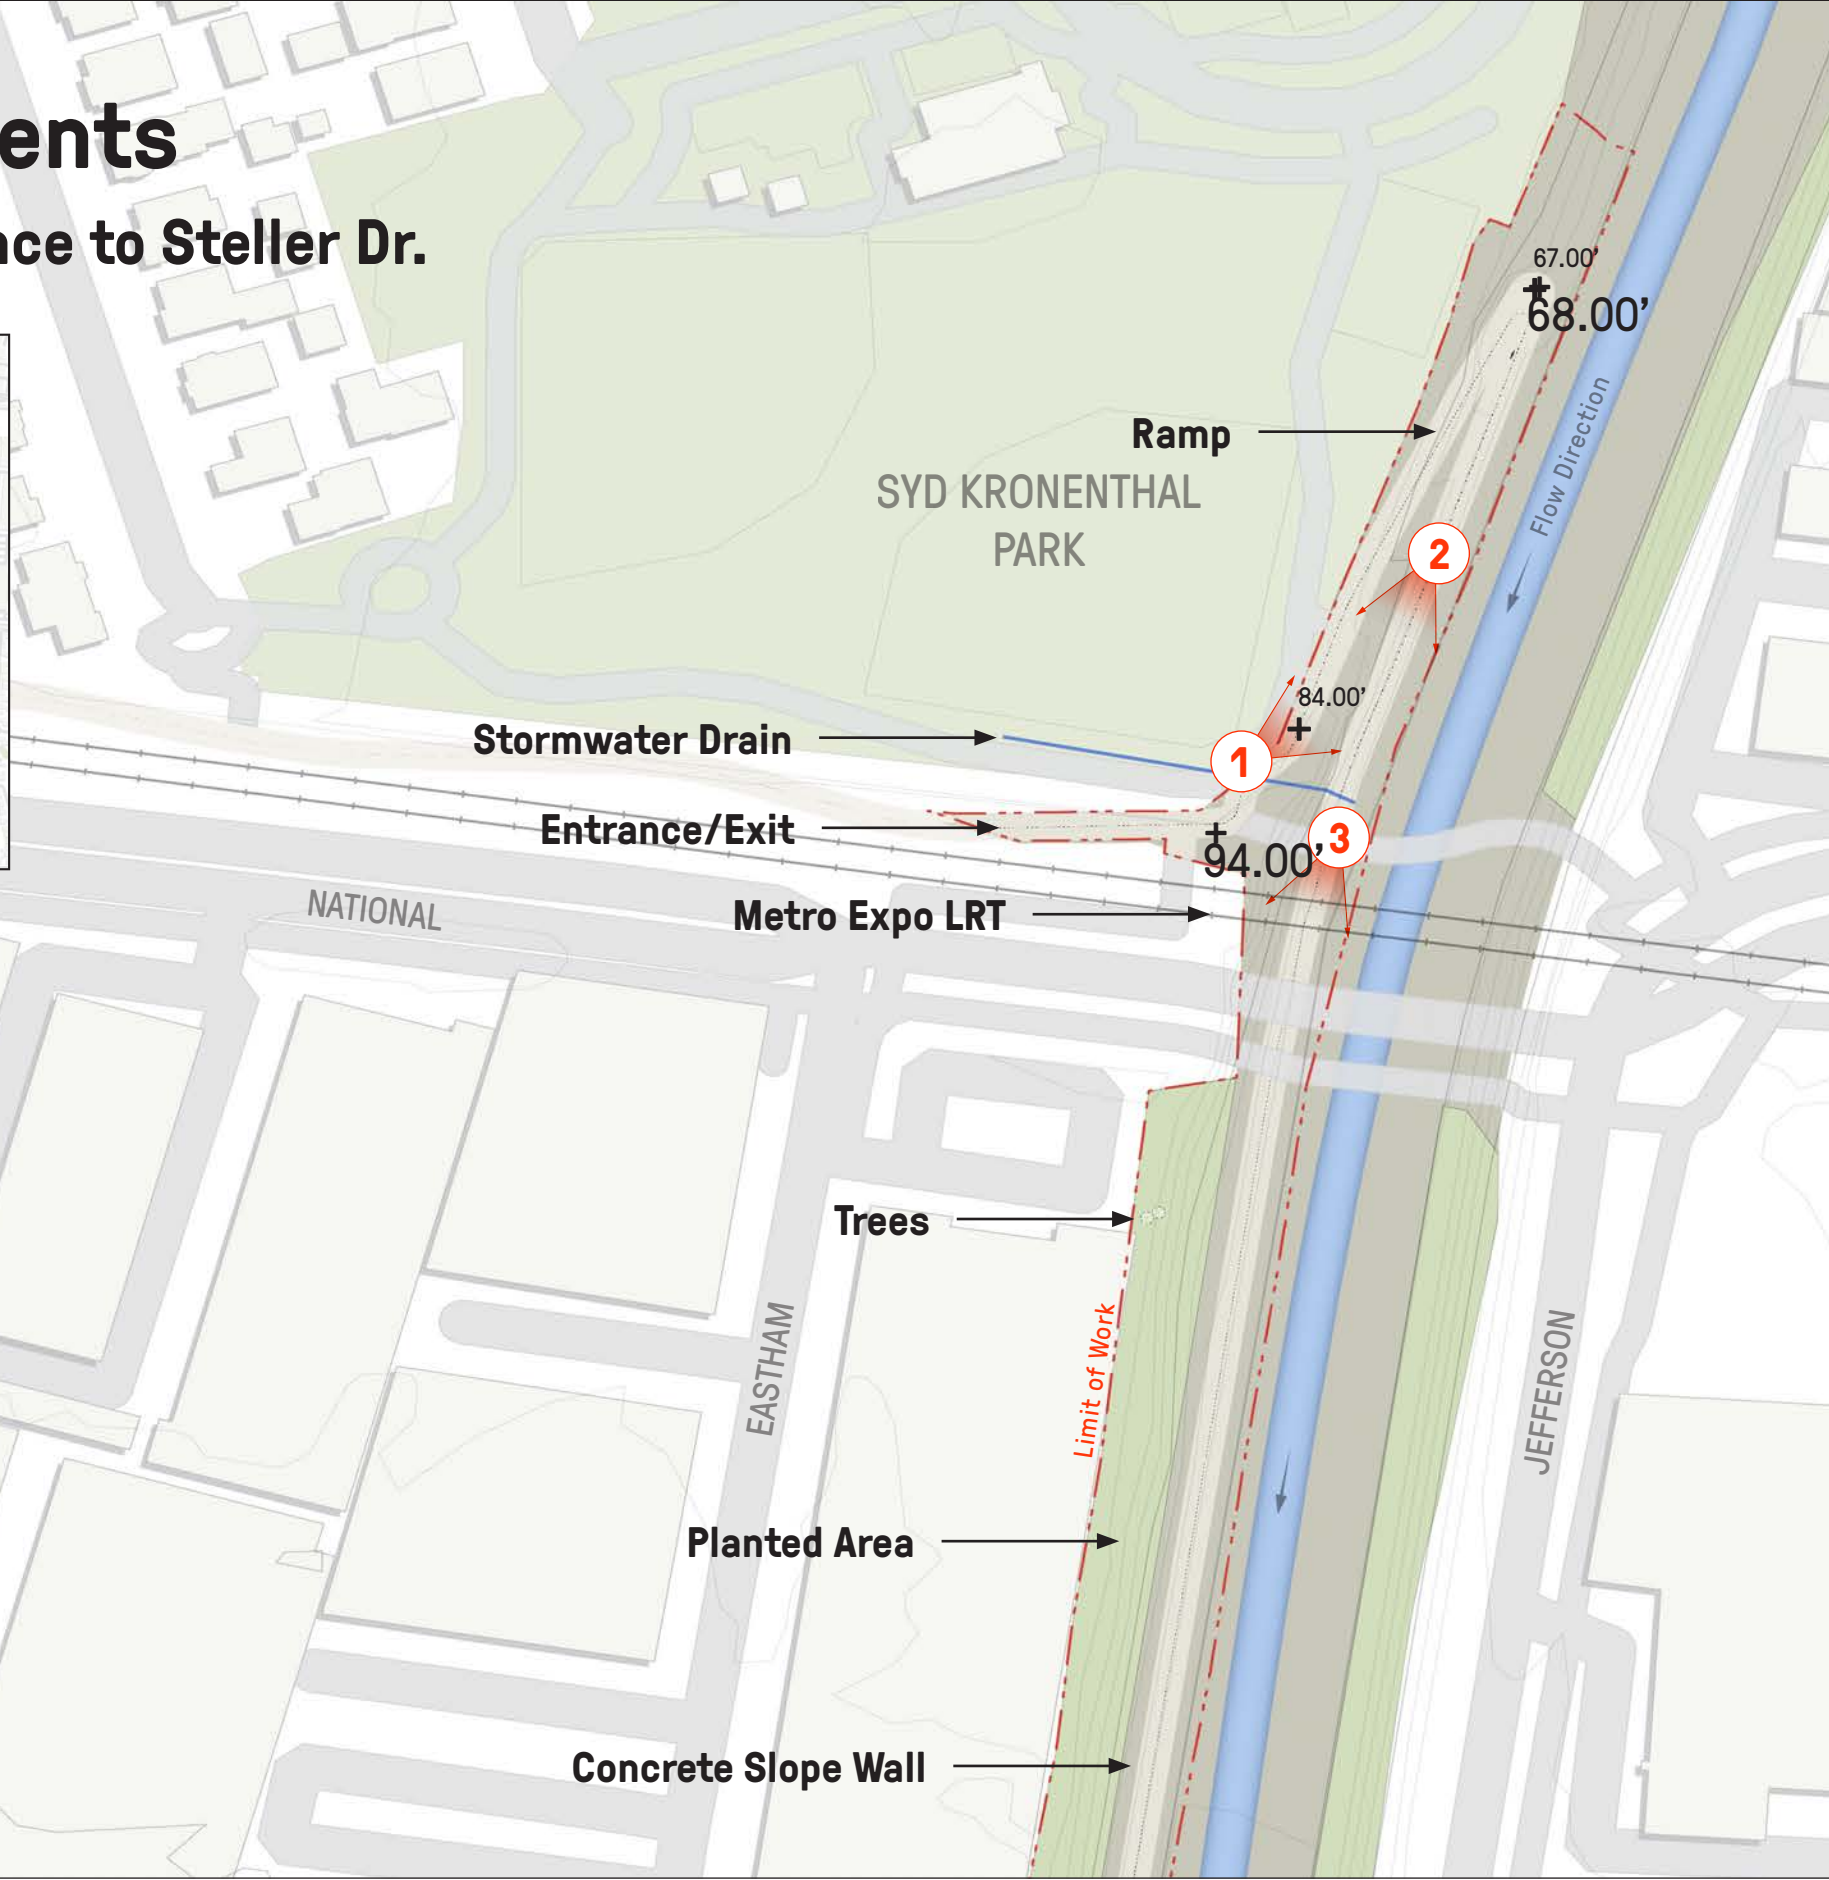 ents
ace to Steller Dr.
67.00’
68.00’
Flow Direction
Ramp
SYD KRONENTHAL
PARK
2
84.00’
Stormwater Drain
1
Entrance/Exit
94.00’
3
NATIONAL
Metro Expo LRT
Trees
EASTHAM
Limit of Work
JEFFERSON
Planted Area
Concrete Slope Wall